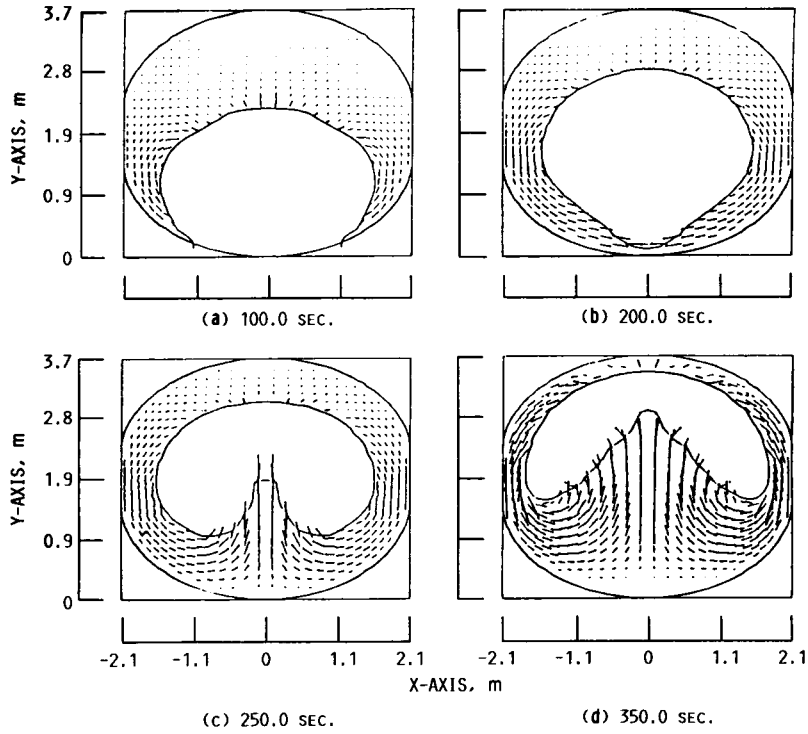 3.7
2.8
1.9
0.9
0
Y-AXIS, m
(a) 100.0 SEC.
(b) 200.0 SEC.
3.7
2.8
1.9
0.9
0
Y-AXIS, m
-2.1 -1.1 0 1.1 2.1
-2.1 -1.1 0 1.1 2.1
X-AXIS, m
(c) 250.0 SEC.
(d) 350.0 SEC.